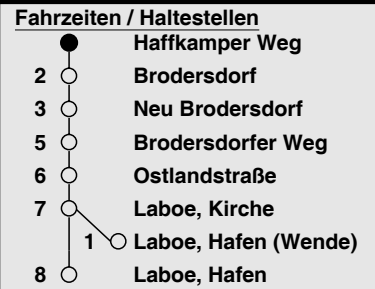 Fahrzeiten / Haltestellen
Haffkamper Weg
2 Brodersdorf
3 Neu Brodersdorf
5 Brodersdorfer Weg
6 Ostlandstraße
7 Laboe, Kirche
1 Laboe, Hafen (Wende)
8 Laboe, Hafen